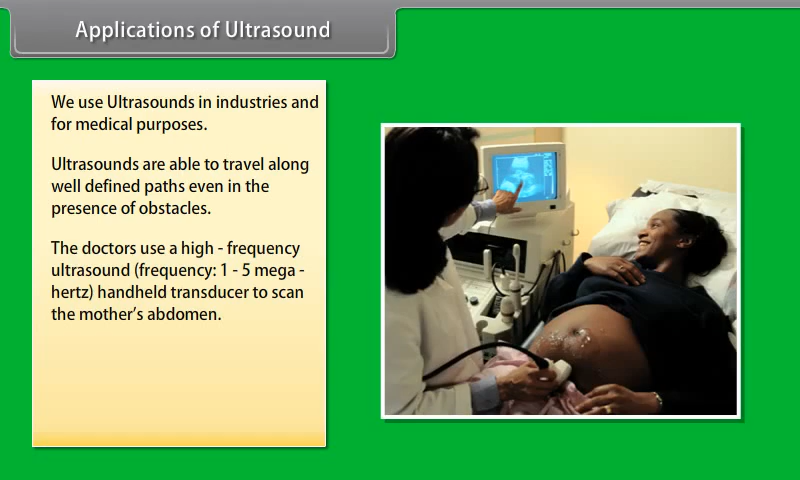 Applications of Ultrasound
We use Ultrasounds in industries and
for medical purposes.
Ultrasounds are able to travel along
well defined paths even in the
presence of obstacles.
The doctors use a high - frequency
ultrasound (frequency: 1 - 5 mega -
hertz) handheld transducer to scan
the mother's abdomen.